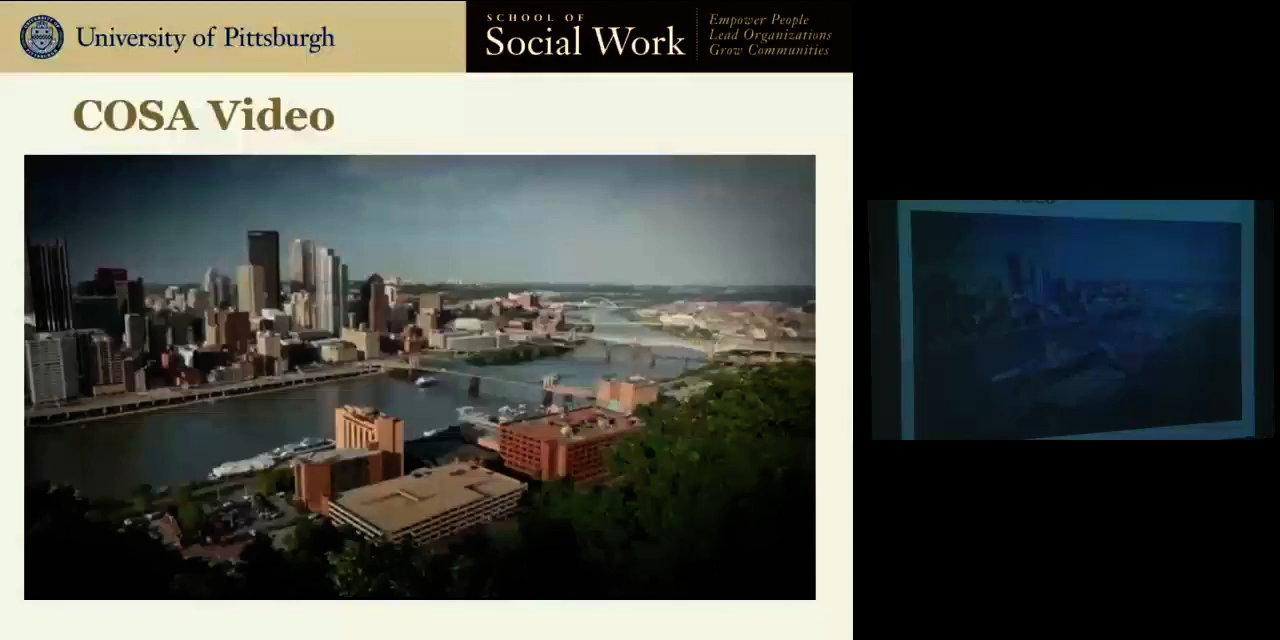 University of Pittsburgh
SCHOOL OF
Social Work
Empower People
Lead Organizations
Grow Communities
COSA Video